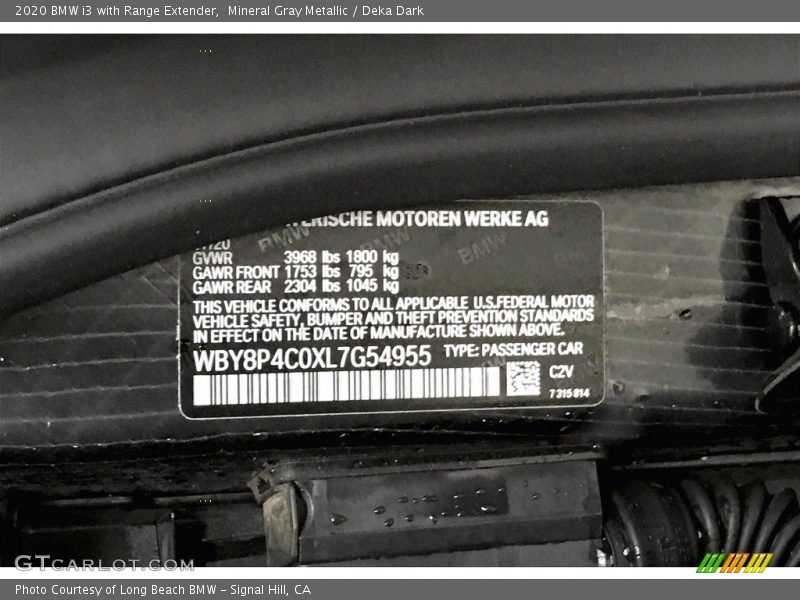 2020 BMW i3 with Range Extender,  Mineral Gray Metallic / Deka Dark
MOTOREN WERKE AG
GVWR 3968 lbs 1800 kg
GAWR FRONT 1753 lbs 795 kg
GAWR REAR 2304 lbs 1045 kg
THIS VEHICLE CONFORMS TO ALL APPLICABLE U.S.FEDERAL MOTOR
VEHICLE SAFETY, BUMPER AND THEFT PREVENTION STANDARDS
IN EFFECT ON THE DATE OF MANUFACTURE SHOWN ABOVE.
WBY8P4C0XL7G54955 TYPE: PASSENGER CAR
C2V
7 315 814
GTCARLOT.COM
Photo Courtesy of Long Beach BMW - Signal Hill, CA